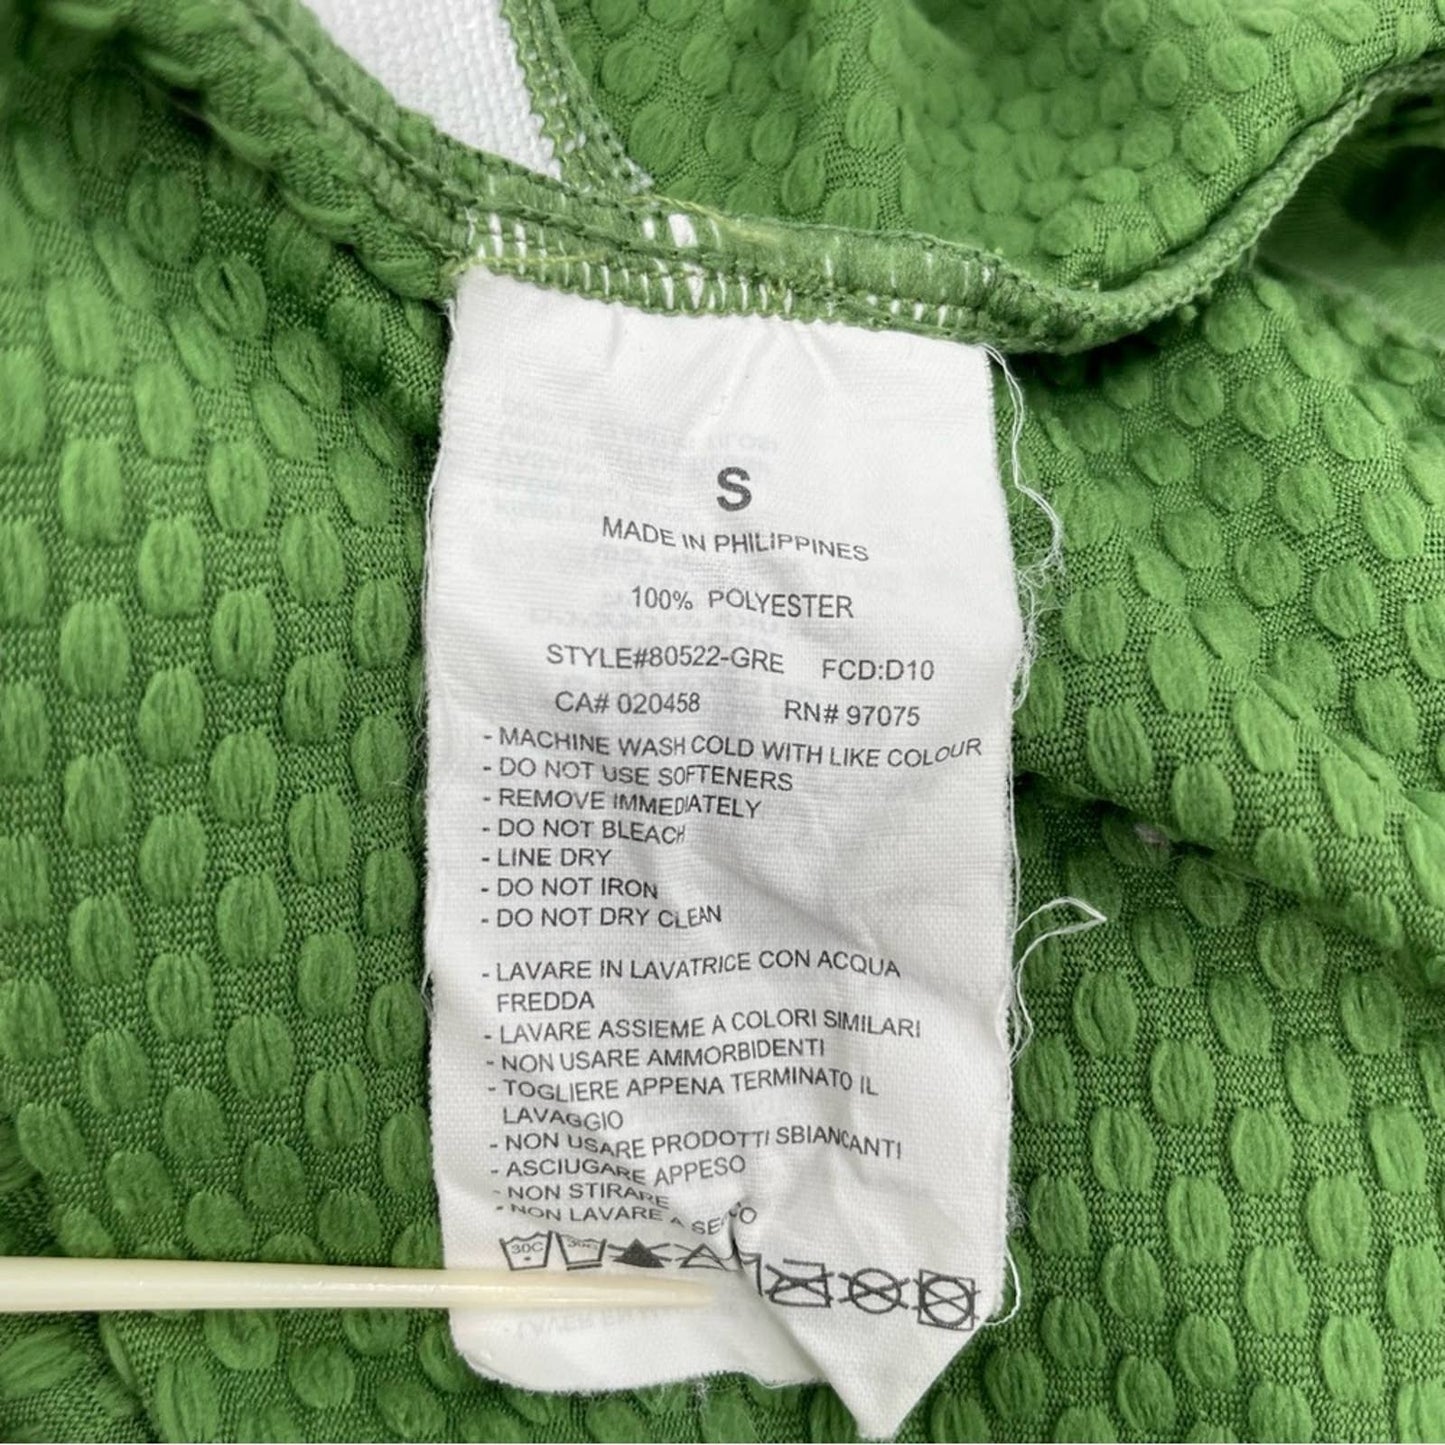 S
MADE IN PHILIPPINES
100% POLYESTER
STYLE#80522-GRE FCD:D10
CA# 020458 RN# 97075
- MACHINE WASH COLD WITH LIKE COLOUR
- DO NOT USE SOFTENERS
- REMOVE IMMEDIATELY
- DO NOT BLEACH
- LINE DRY
- DO NOT IRON
- DO NOT DRY CLEAN
- LAVARE IN LAVATRICE CON ACQUA
FREDDA
- LAVARE ASSIEME A COLORI SIMILARI
- NON USARE AMMORBIDENTI
- TOGLIERE APPENA TERMINATO IL
LAVAGGIO
- NON USARE PRODOTTI SBIANCANTI
- ASCIUGARE APPESO
- NON STIRARE
- NON LAVARE A
30C 30C